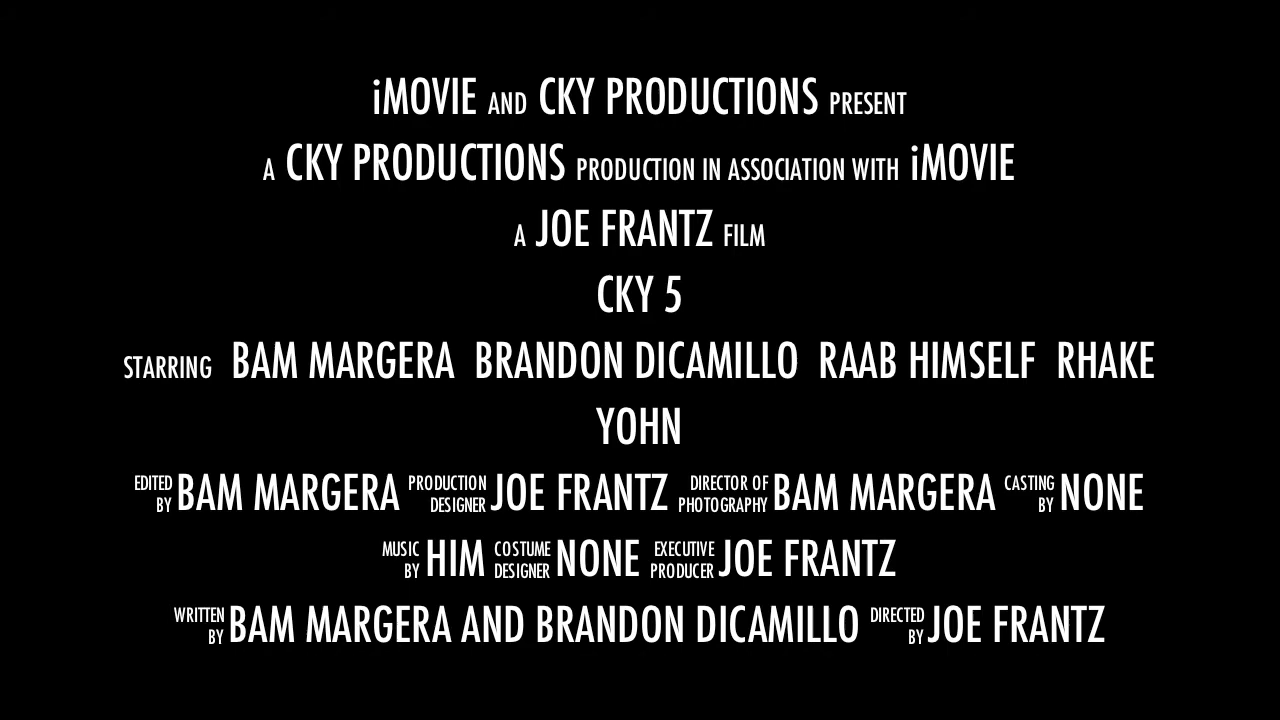 iMOVIE AND CKY PRODUCTIONS PRESENT
A CKY PRODUCTIONS PRODUCTION IN ASSOCIATION WITH iMOVIE
A JOE FRANTZ FILM
CKY 5
STARRING BAM MARGERA BRANDON DICAMILLO RAAB HIMSELF RHAKE
YOHN
EDITED BY BAM MARGERA PRODUCTION DESIGNER JOE FRANTZ DIRECTOR OF PHOTOGRAPHY BAM MARGERA CASTING BY NONE
MUSIC BY HIM COSTUME DESIGNER NONE EXECUTIVE PRODUCER JOE FRANTZ
WRITTEN BY BAM MARGERA AND BRANDON DICAMILLO DIRECTED BY JOE FRANTZ